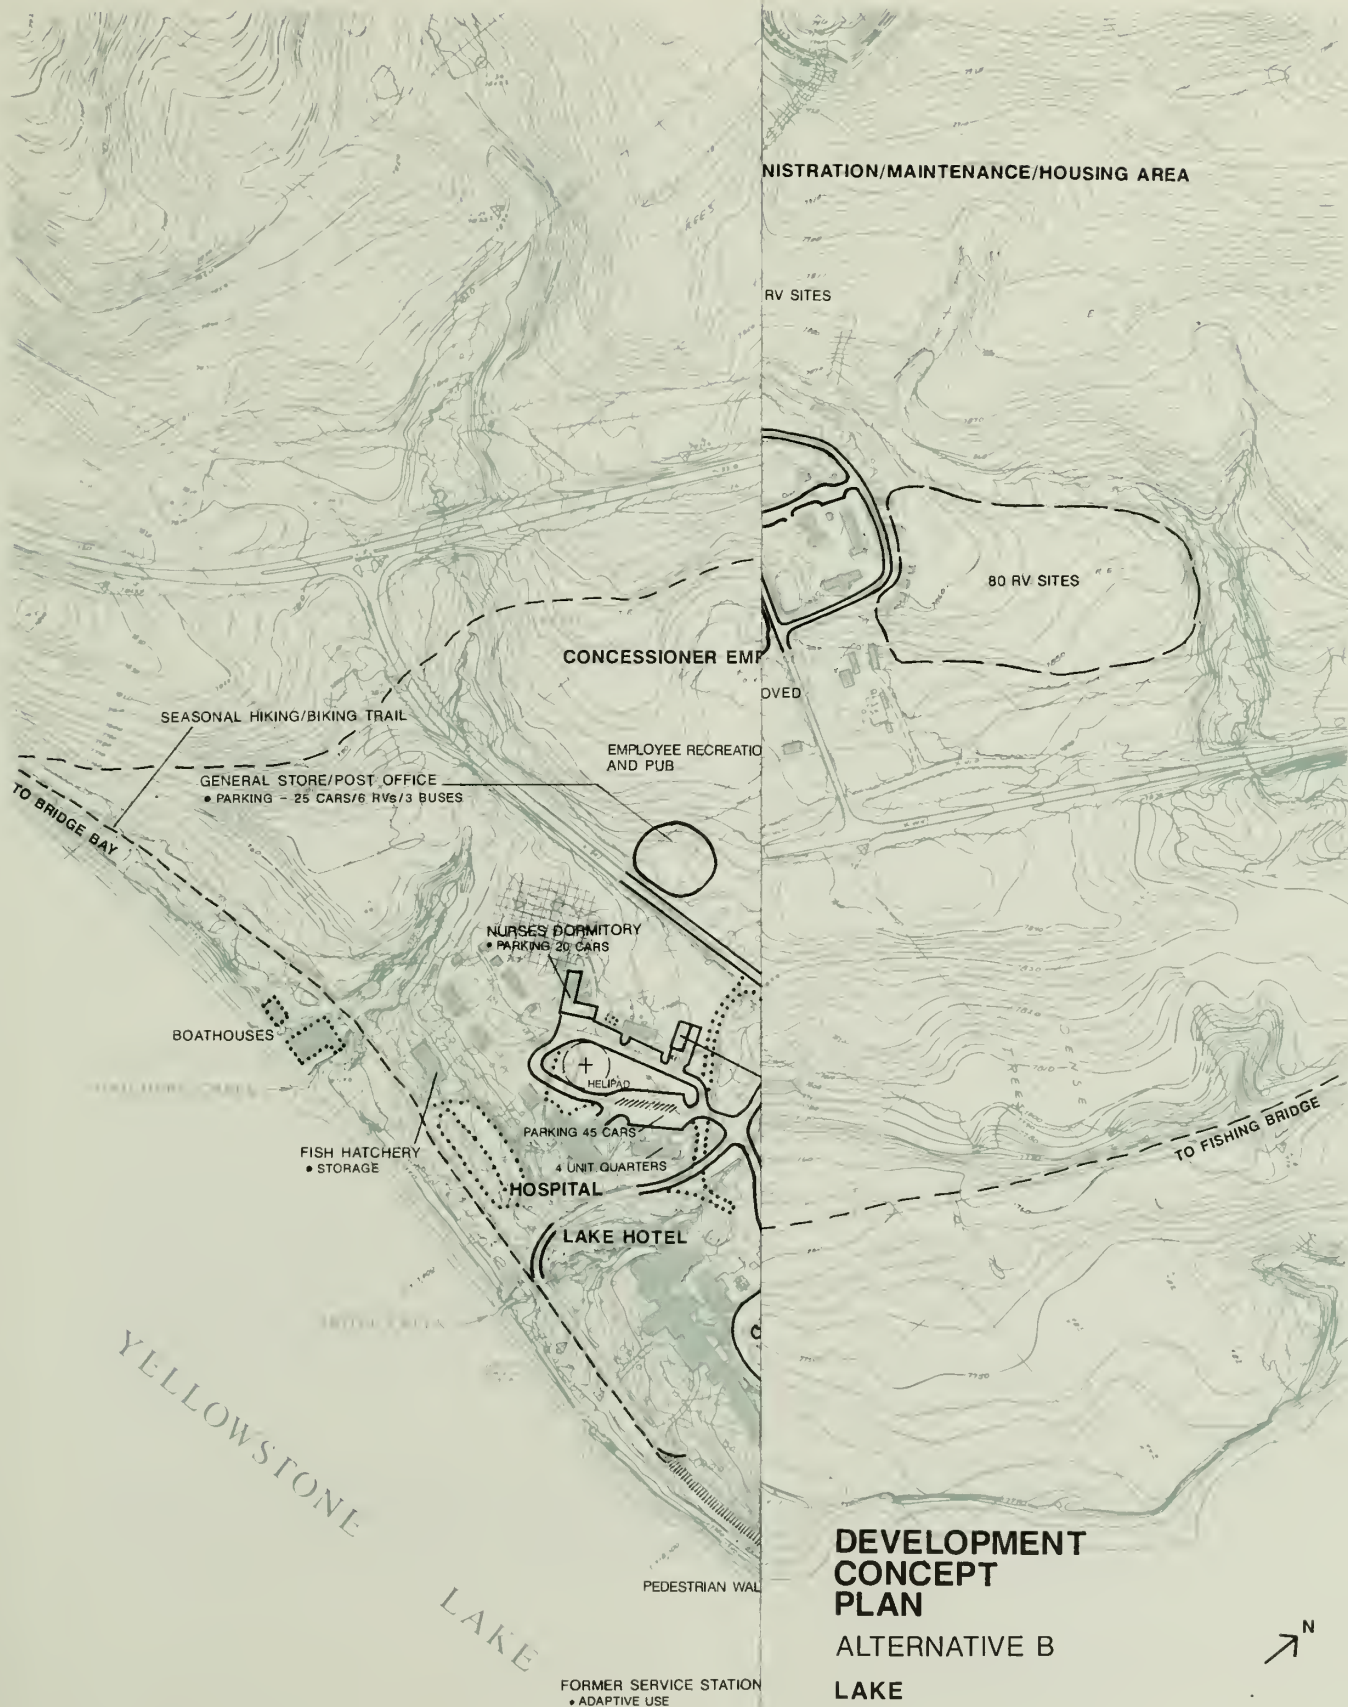 NISTRATION/MAINTENANCE/HOUSING AREA
RV SITES
80 RV SITES
CONCESSIONER EMP
OVED
SEASONAL HIKING/BIKING TRAIL
EMPLOYEE RECREATIO
AND PUB
GENERAL STORE/POST OFFICE
• PARKING – 25 CARS/6 RVs/3 BUSES
TO BRIDGE BAY
NURSES DORMITORY
• PARKING 20 CARS
BOATHOUSES
HELIPAD
PARKING 45 CARS
FISH HATCHERY
• STORAGE
4 UNIT QUARTERS
HOSPITAL
TO FISHING BRIDGE
LAKE HOTEL
YELLOWSTONE
LAKE
PEDESTRIAN WAL
FORMER SERVICE STATION
• ADAPTIVE USE
DEVELOPMENT
CONCEPT
PLAN
ALTERNATIVE B
LAKE
N